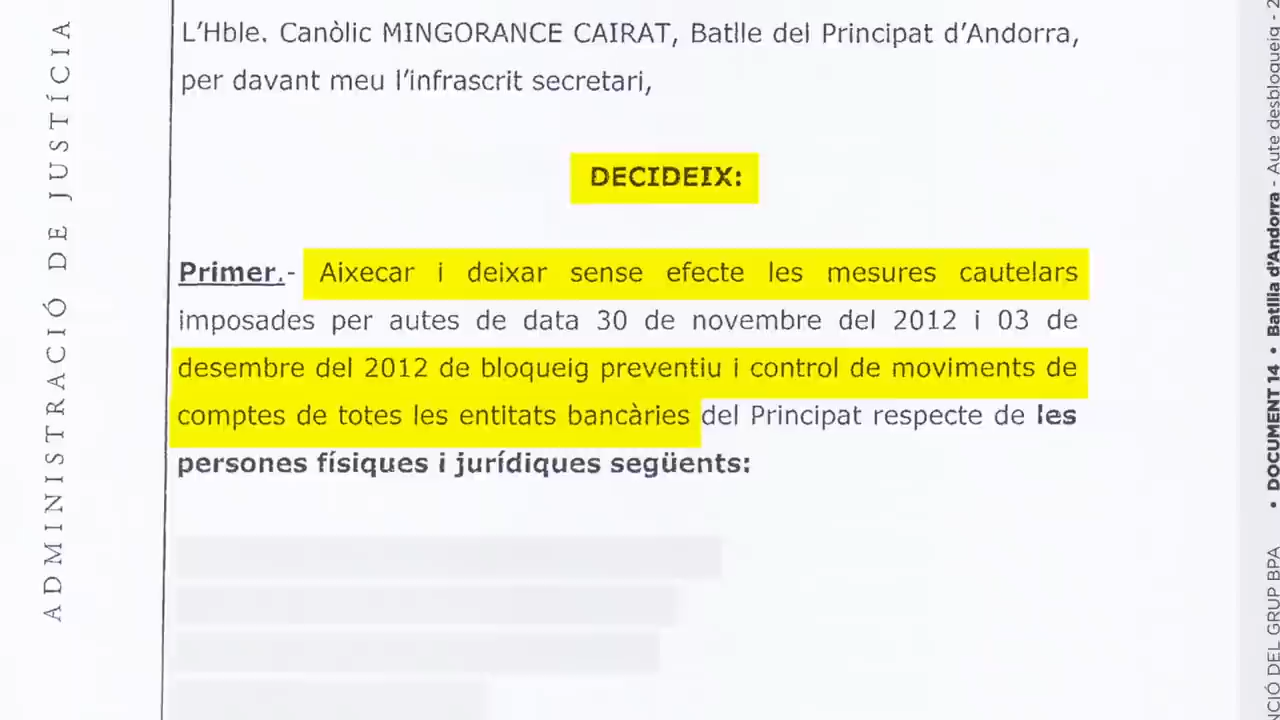 ADMINISTRACIÓ DE JUSTÍCIA
L'Hble. Canòlic MINGORANCE CAIRAT, Batlle del Principat d'Andorra,
per davant meu l'infrascrit secretari,
DECIDEIX:
Primer.- Aixecar i deixar sense efecte les mesures cautelars
imposades per autes de data 30 de novembre del 2012 i 03 de
desembre del 2012 de bloqueig preventiu i control de moviments de
comptes de totes les entitats bancàries del Principat respecte de les
persones físiques i jurídiques següents:
DEL GRUP BPA • DOCUMENT 14 • Batllia d'Andorra - Aute desbloqueig -